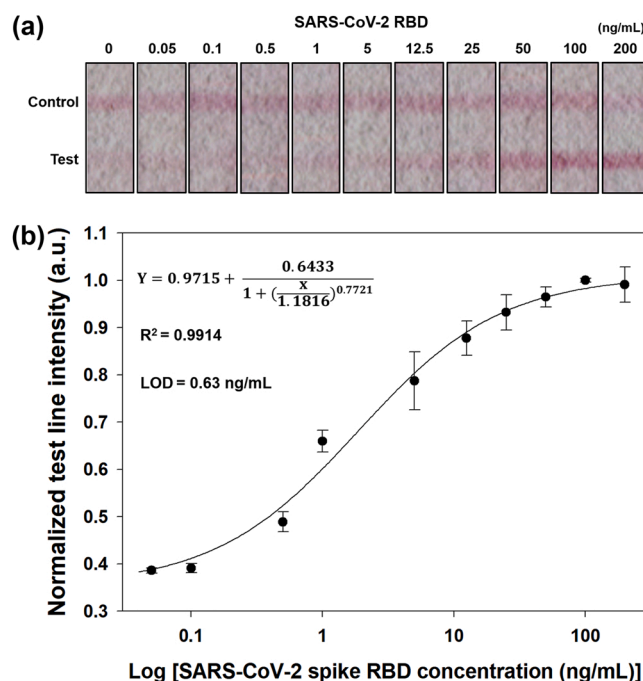 (a)
SARS-CoV-2 RBD
0 0.05 0.1 0.5 1 5 12.5 25 50 100 200 (ng/mL)
Control
Test
(b)
Normalized test line intensity (a.u.)
1.1
1.0
0.9
0.8
0.7
0.6
0.5
0.4
0.3
Y = 0.9715 + 0.6433 / 1 + (x / 1.1816)^0.7721
R² = 0.9914
LOD = 0.63 ng/mL
0.1 1 10 100
Log [SARS-CoV-2 spike RBD concentration (ng/mL)]